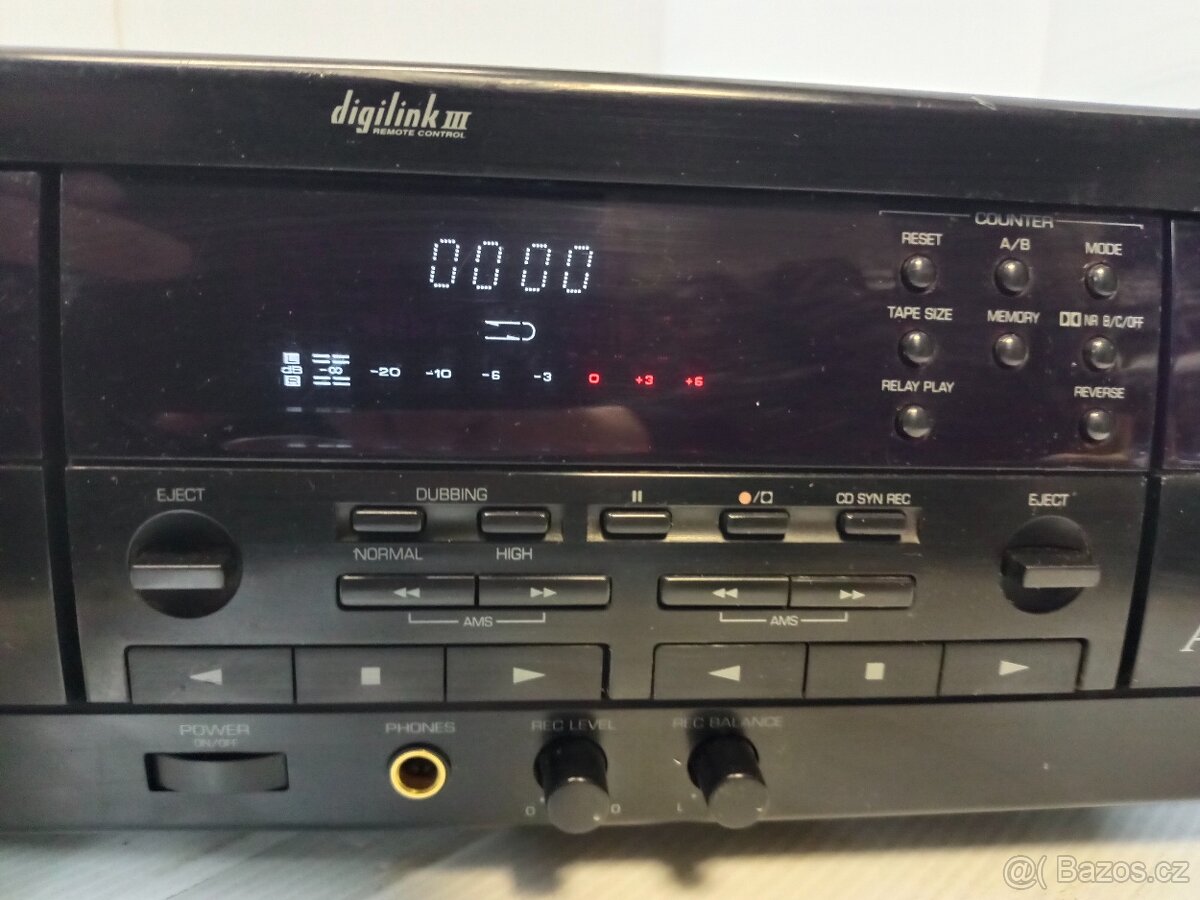 digilink III
REMOTE CONTROL
COUNTER
RESET A/B MODE
0000
TAPE SIZE MEMORY NR B/C/OFF
L
dB -∞ -20 -10 -6 -3 0 +3 +6
R
RELAY PLAY REVERSE
EJECT DUBBING CD SYN REC EJECT
NORMAL HIGH
AMS AMS
A
POWER PHONES REC LEVEL REC BALANCE
ON/OFF
0
L
@( Bazos.cz